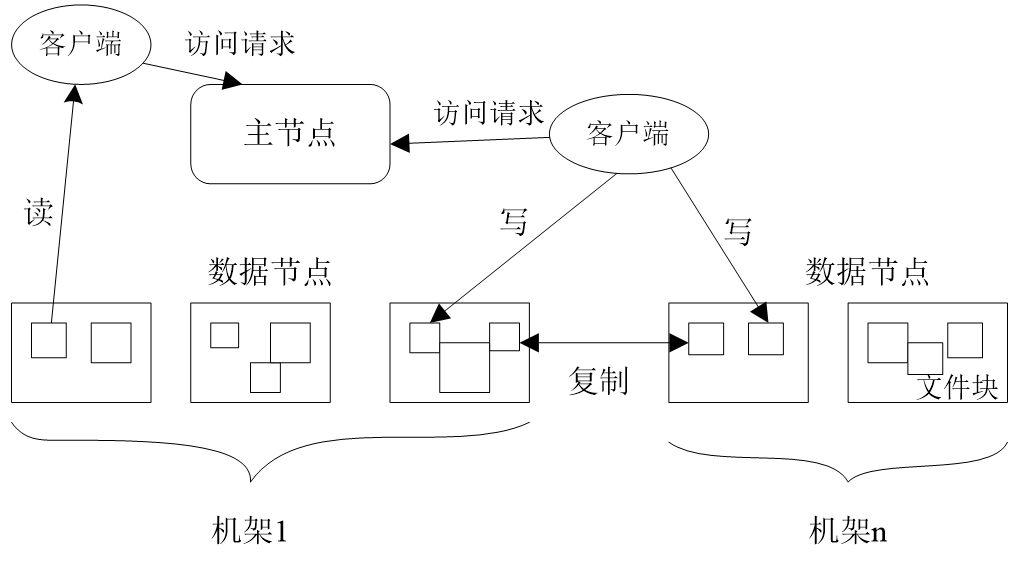 客户端
访问请求
主节点
访问请求
客户端
读
写
写
数据节点
数据节点
复制
文件块
机架1
机架n